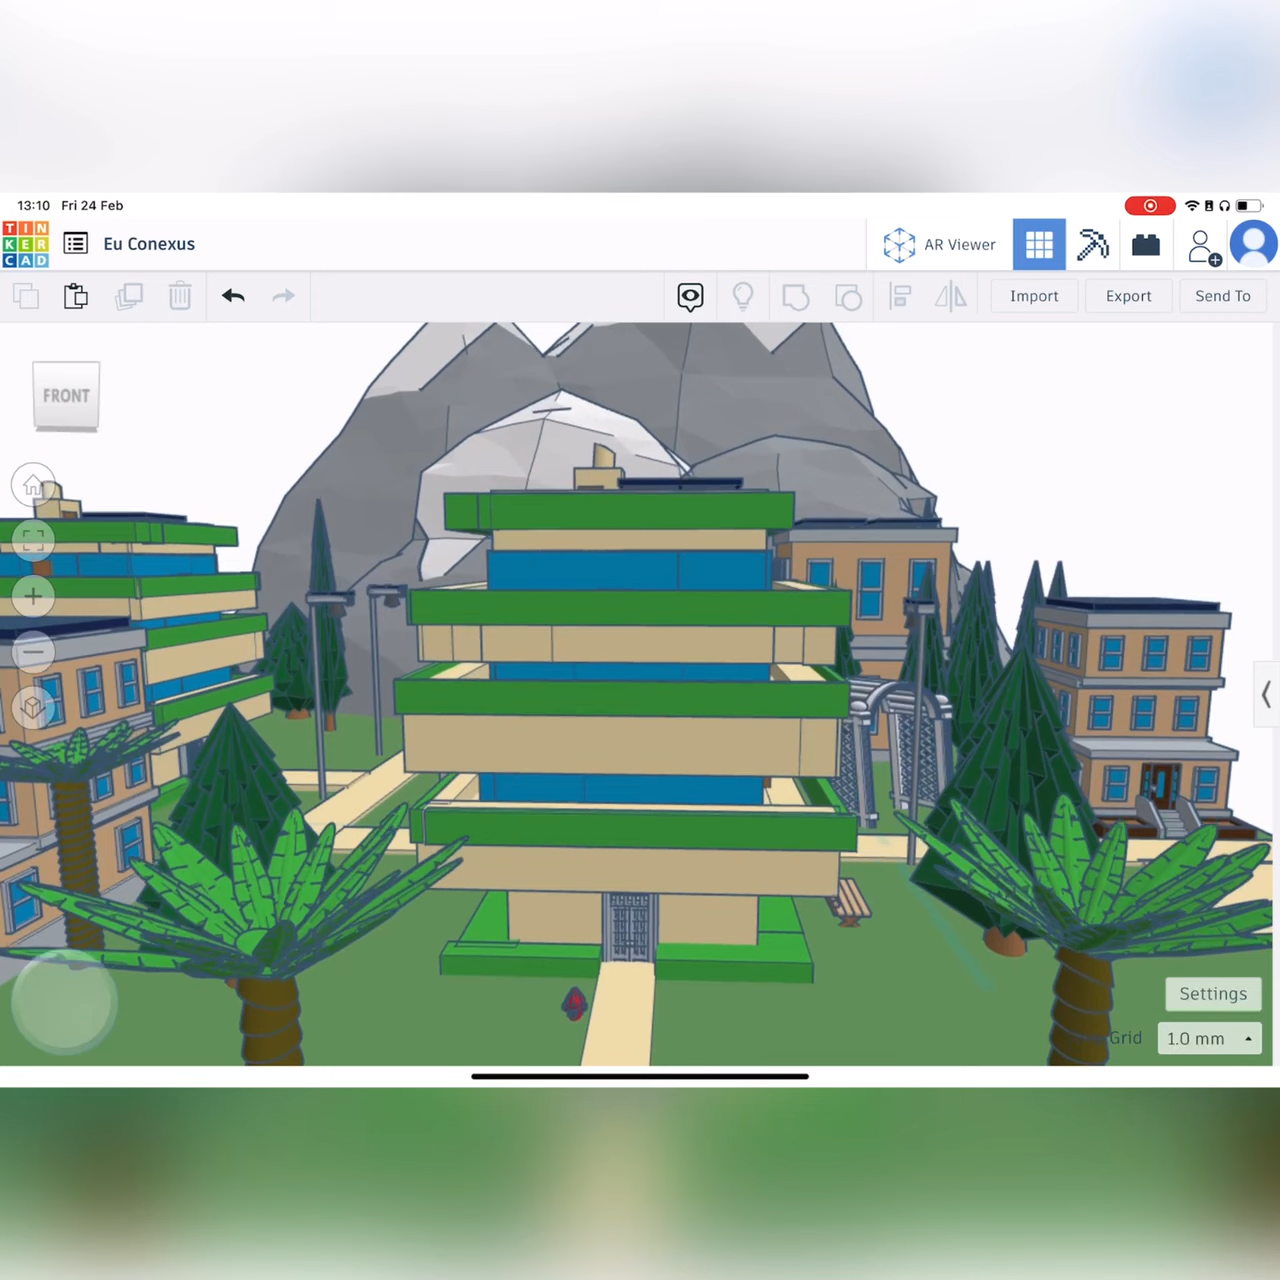 13:10 Fri 24 Feb
TIN
KER
CAD
Eu Conexus
AR Viewer
Import
Export
Send To
FRONT
Settings
Grid
1.0 mm